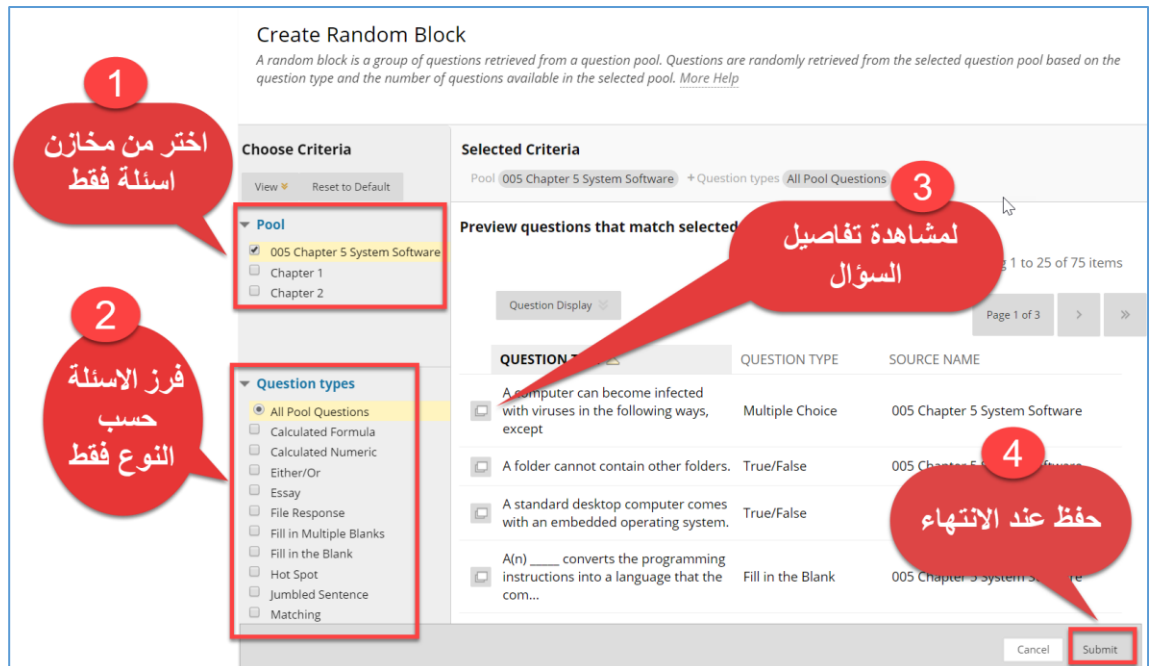 Create Random Block
A random block is a group of questions retrieved from a question pool. Questions are randomly retrieved from the selected question pool based on the
question type and the number of questions available in the selected pool. More Help
1
اختر من مخازن
اسئلة فقط
Choose Criteria
View
Reset to Default
Pool
005 Chapter 5 System Software
Chapter 1
Chapter 2
2
فرز الاسئلة
حسب
النوع فقط
Question types
All Pool Questions
Calculated Formula
Calculated Numeric
Either/Or
Essay
File Response
Fill in Multiple Blanks
Fill in the Blank
Hot Spot
Jumbled Sentence
Matching
Selected Criteria
Pool 005 Chapter 5 System Software + Question types All Pool Questions
3
لمشاهدة تفاصيل
السؤال
Preview questions that match selected
1 to 25 of 75 items
Question Display
Page 1 of 3 > »
QUESTION QUESTION TYPE SOURCE NAME
A computer can become infected
with viruses in the following ways,
except
Multiple Choice
005 Chapter 5 System Software
A folder cannot contain other folders.
True/False
005 Chapter 5
A standard desktop computer comes
with an embedded operating system.
True/False
A(n) _____ converts the programming
instructions into a language that the
com...
Fill in the Blank
005 Chapter 5 System
4
حفظ عند الانتهاء
Cancel
Submit